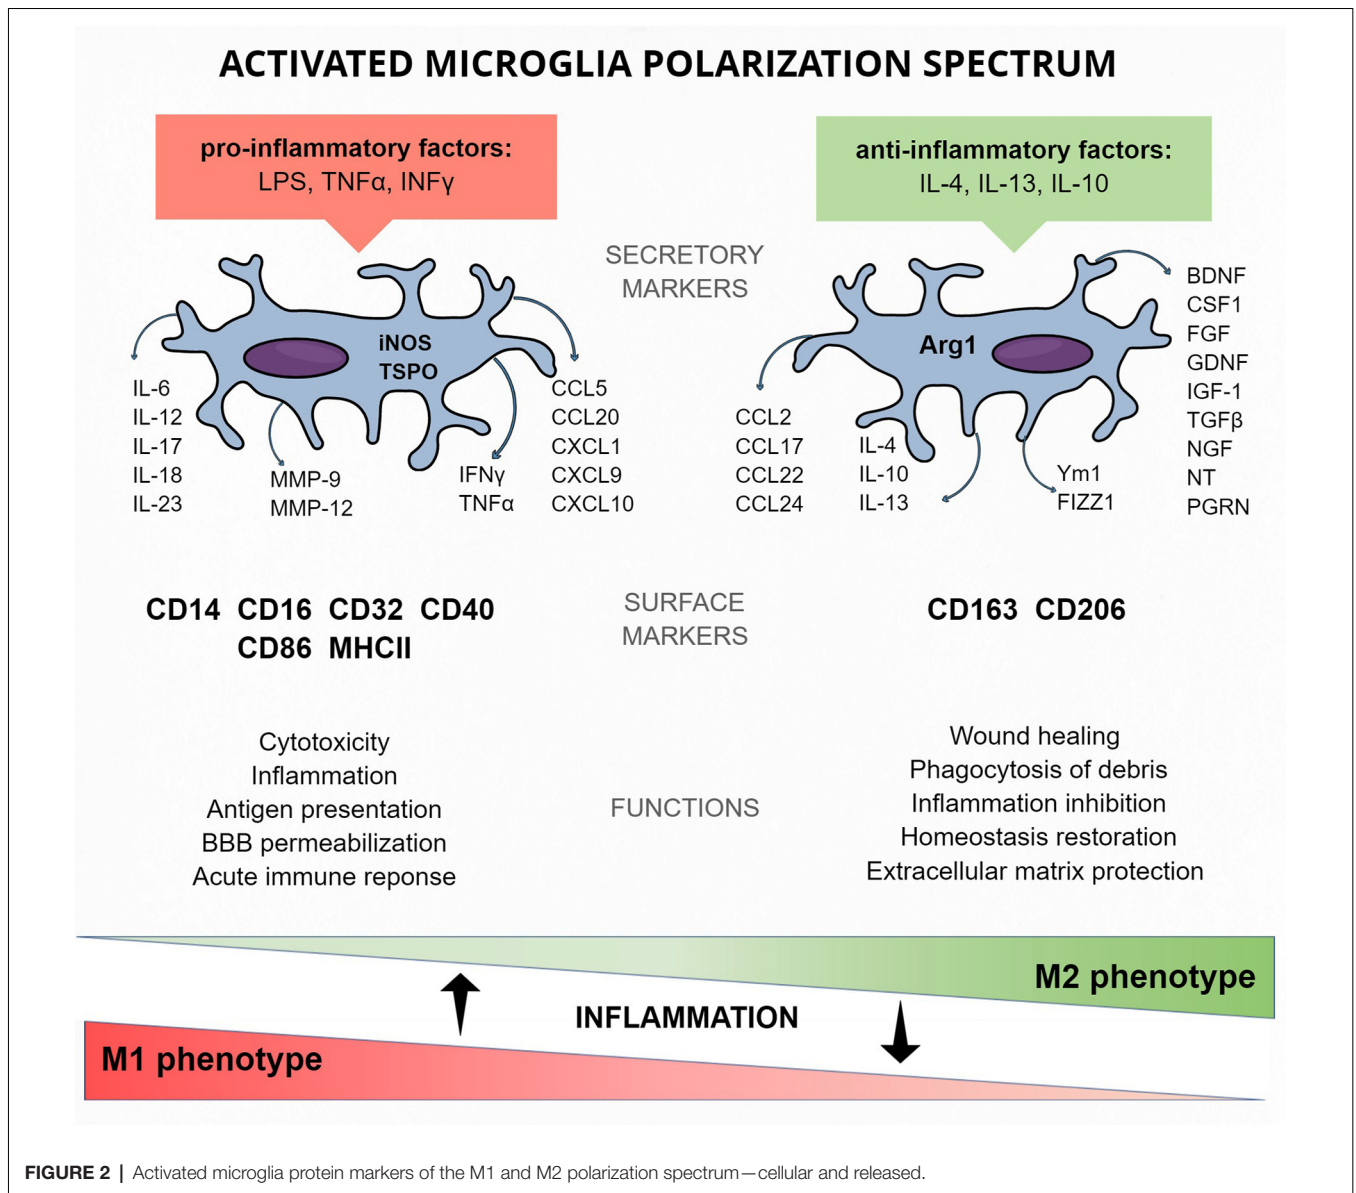 ACTIVATED MICROGLIA POLARIZATION SPECTRUM
pro-inflammatory factors:
LPS, TNFα, INFγ
anti-inflammatory factors:
IL-4, IL-13, IL-10
SECRETORY
MARKERS
iNOS
TSPO
IL-6
IL-12
IL-17
IL-18
IL-23
MMP-9
MMP-12
IFNγ
TNFα
CCL5
CCL20
CXCL1
CXCL9
CXCL10
Arg1
CCL2
CCL17
CCL22
CCL24
IL-4
IL-10
IL-13
Ym1
FIZZ1
BDNF
CSF1
FGF
GDNF
IGF-1
TGFβ
NGF
NT
PGRN
CD14 CD16 CD32 CD40
CD86 MHCII
SURFACE
MARKERS
CD163 CD206
Cytotoxicity
Inflammation
Antigen presentation
BBB permeabilization
Acute immune reponse
FUNCTIONS
Wound healing
Phagocytosis of debris
Inflammation inhibition
Homeostasis restoration
Extracellular matrix protection
M2 phenotype
INFLAMMATION
M1 phenotype
FIGURE 2 | Activated microglia protein markers of the M1 and M2 polarization spectrum—cellular and released.